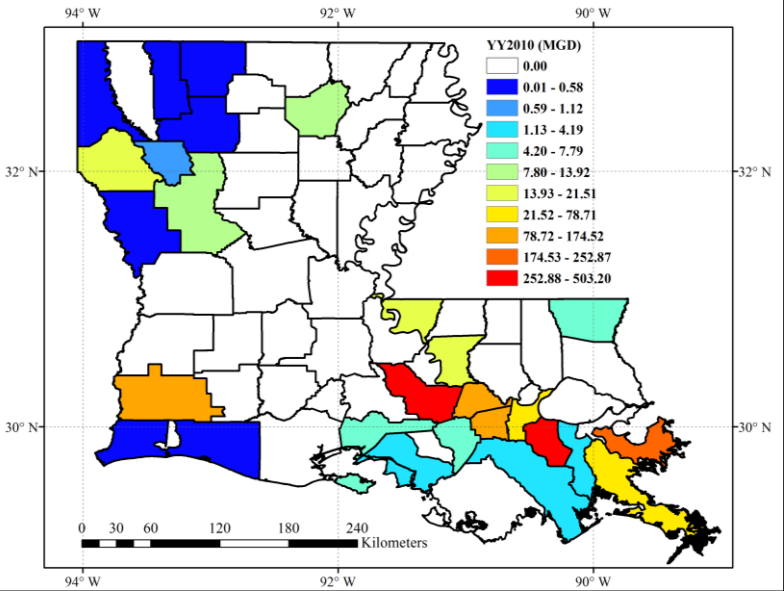 94° W 92° W 90° W
YY2010 (MGD)
0.00
0.01 - 0.58
0.59 - 1.12
1.13 - 4.19
4.20 - 7.79
7.80 - 13.92
13.93 - 21.51
21.52 - 78.71
78.72 - 174.52
174.53 - 252.87
252.88 - 503.20
32° N 32° N
30° N 30° N
0 30 60 120 180 240
Kilometers
94° W 92° W 90° W